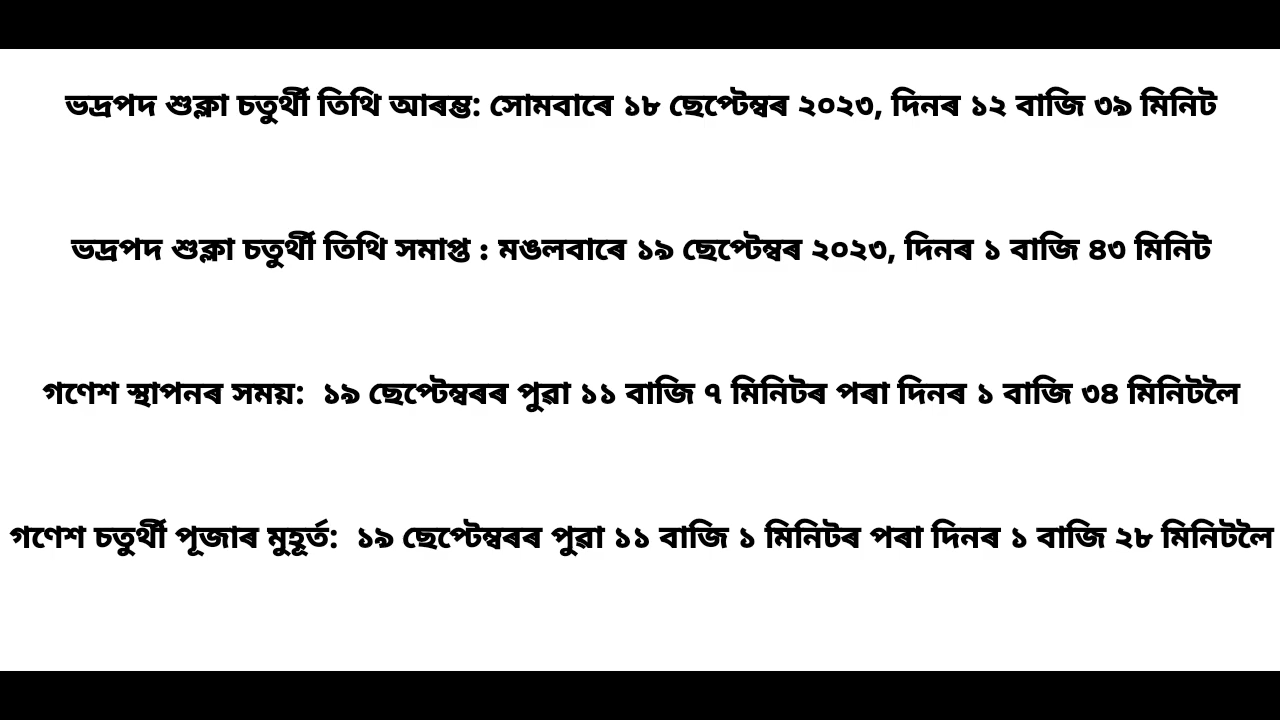 ভদ্ৰপদ শুক্লা চতুৰ্থী তিথি আৰম্ভ: সোমবাৰে ১৮ ছেপ্টেম্বৰ ২০২৩, দিনৰ ১২ বাজি ৩৯ মিনিট
ভদ্ৰপদ শুক্লা চতুৰ্থী তিথি সমাপ্ত : মঙলবাৰে ১৯ ছেপ্টেম্বৰ ২০২৩, দিনৰ ১ বাজি ৪৩ মিনিট
গণেশ স্থাপনৰ সময়: ১৯ ছেপ্টেম্বৰৰ পুৱা ১১ বাজি ৭ মিনিটৰ পৰা দিনৰ ১ বাজি ৩৪ মিনিটলৈ
গণেশ চতুৰ্থী পূজাৰ মুহূৰ্ত: ১৯ ছেপ্টেম্বৰৰ পুৱা ১১ বাজি ১ মিনিটৰ পৰা দিনৰ ১ বাজি ২৮ মিনিটলৈ